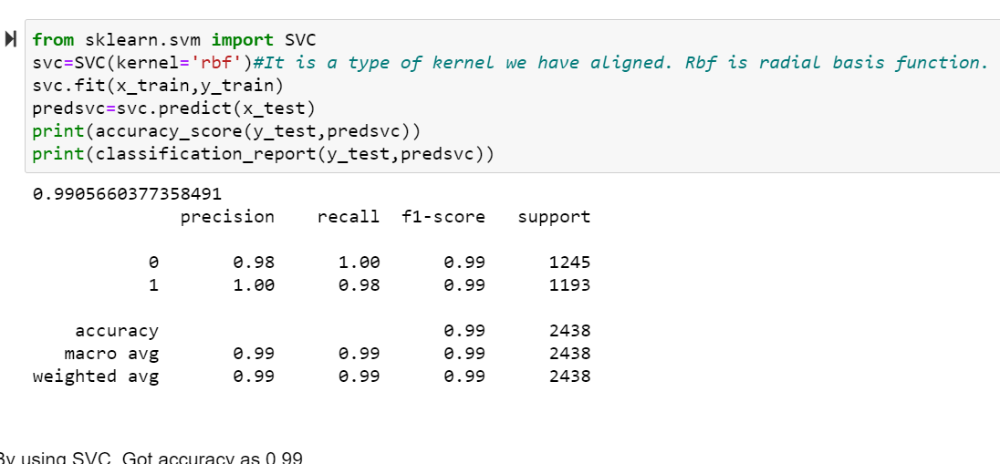 from sklearn.svm import SVC
svc=SVC(kernel='rbf')#It is a type of kernel we have aligned. Rbf is radial basis function.
svc.fit(x_train,y_train)
predsvc=svc.predict(x_test)
print(accuracy_score(y_test,predsvc))
print(classification_report(y_test,predsvc))
0.9905660377358491
precision recall f1-score support
0 0.98 1.00 0.99 1245
1 1.00 0.98 0.99 1193
accuracy 0.99 2438
macro avg 0.99 0.99 0.99 2438
weighted avg 0.99 0.99 0.99 2438
By using SVC, Got accuracy as 0.99